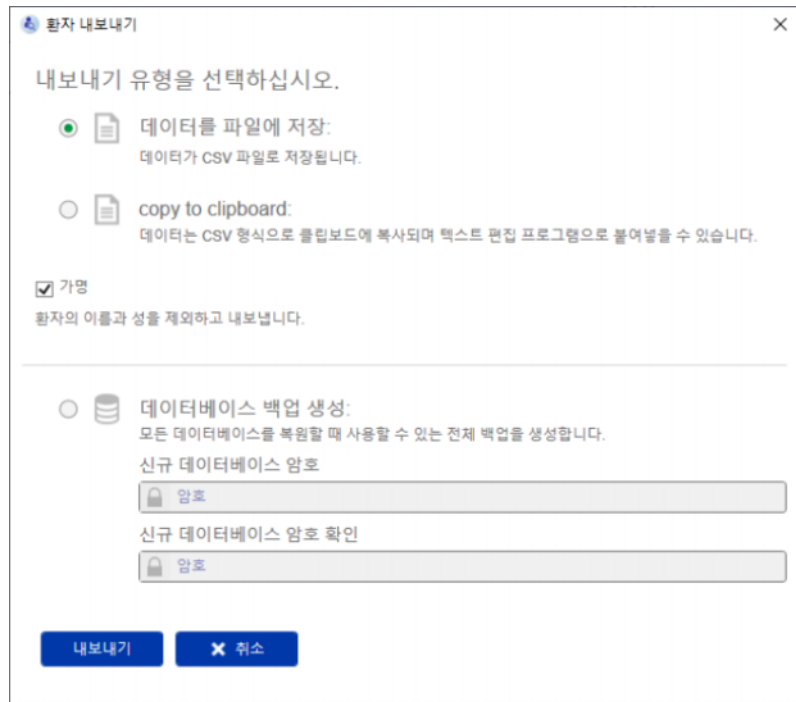 환자 내보내기
내보내기 유형을 선택하십시오.
데이터를 파일에 저장:
데이터가 CSV 파일로 저장됩니다.
copy to clipboard:
데이터는 CSV 형식으로 클립보드에 복사되며 텍스트 편집 프로그램으로 붙여넣을 수 있습니다.
가명
환자의 이름과 성을 제외하고 내보냅니다.
데이터베이스 백업 생성:
모든 데이터베이스를 복원할 때 사용할 수 있는 전체 백업을 생성합니다.
신규 데이터베이스 암호
암호
신규 데이터베이스 암호 확인
암호
내보내기 취소